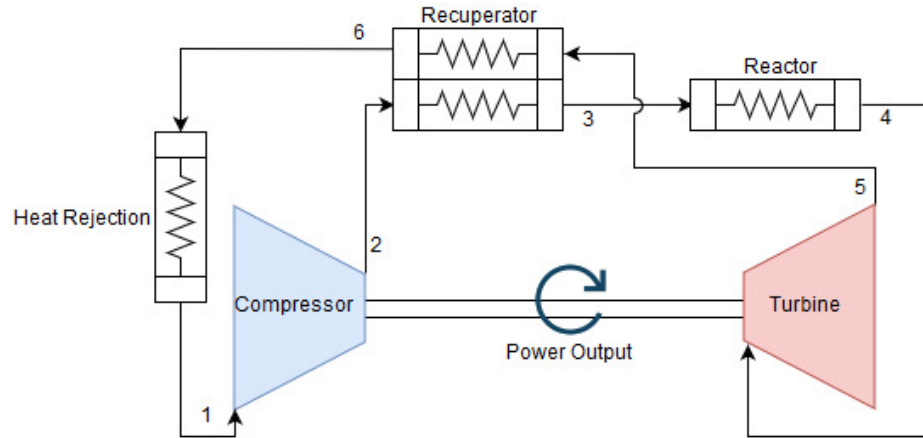 Recuperator
6
Reactor
3
4
Heat Rejection
5
2
Compressor
Turbine
Power Output
1